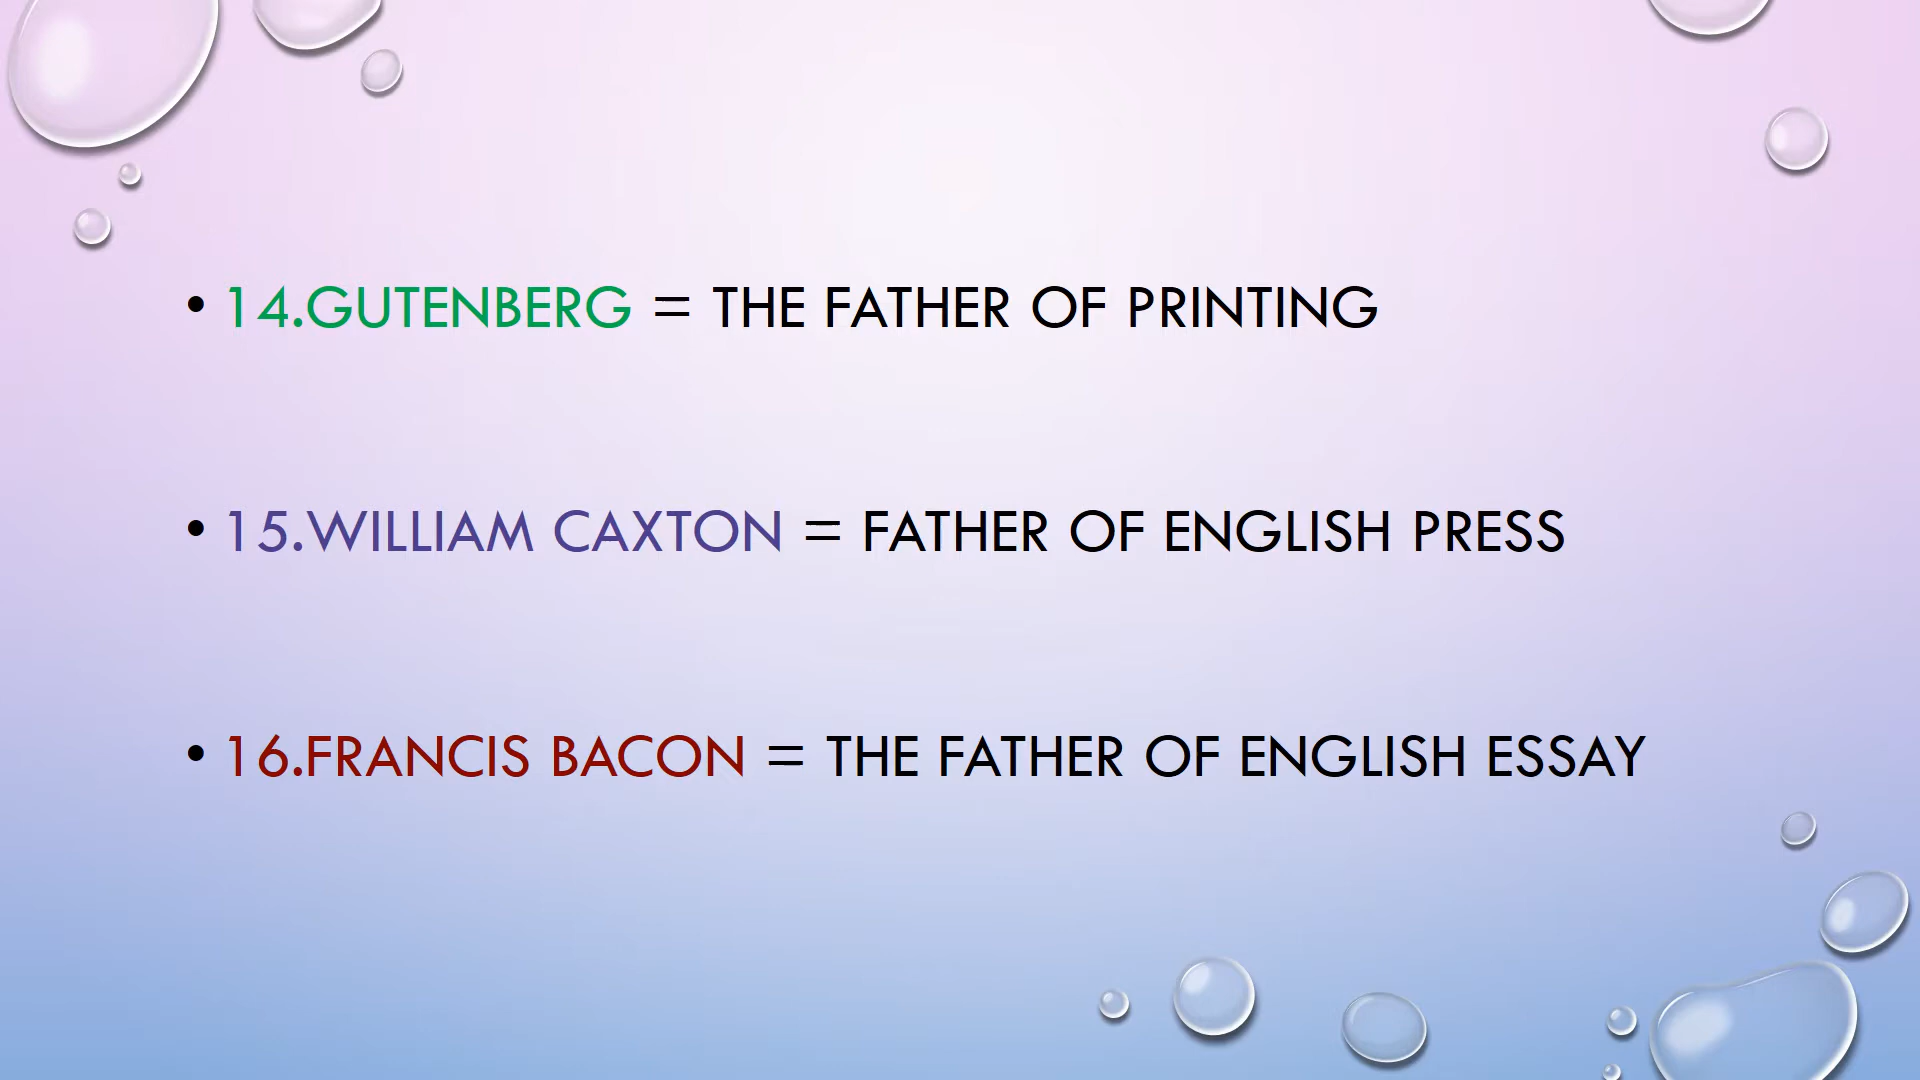 • 14.GUTENBERG = THE FATHER OF PRINTING
• 15.WILLIAM CAXTON = FATHER OF ENGLISH PRESS
• 16.FRANCIS BACON = THE FATHER OF ENGLISH ESSAY